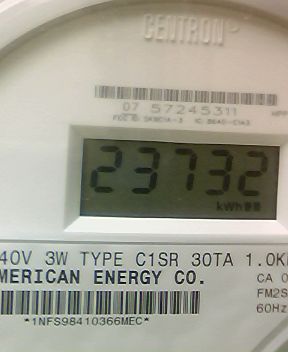 CENTRON
07 57245311
23732
kWh
40V 3W TYPE C1SR 30TA 1.0K
MERICAN ENERGY CO.
CA 0
FM2S
60Hz
*1NFS98410366MEC*